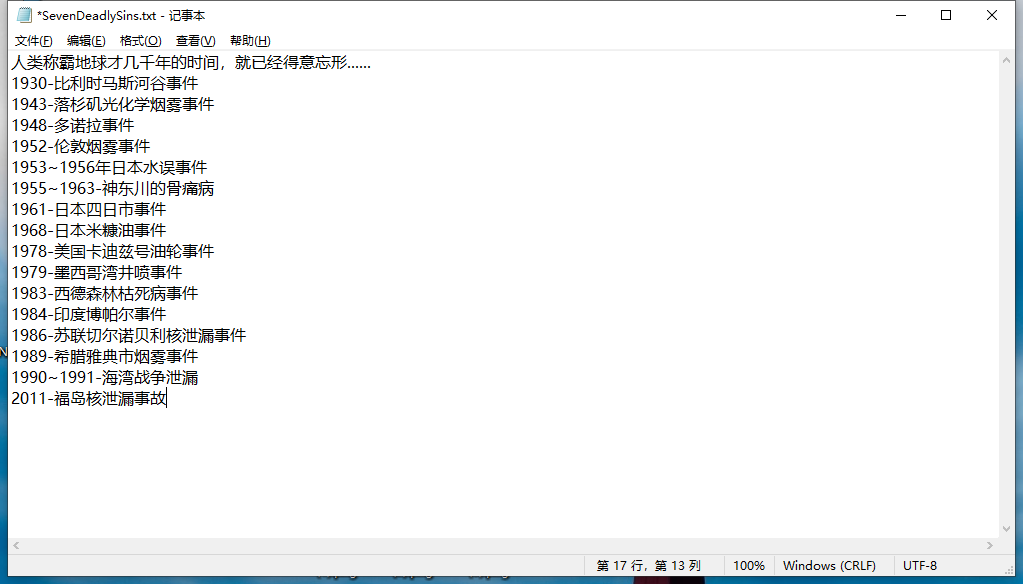 *SevenDeadlySins.txt - 记事本
文件(F) 编辑(E) 格式(O) 查看(V) 帮助(H)
人类称霸地球才几千年的时间，就已经得意忘形......
1930-比利时马斯河谷事件
1943-落杉矶光化学烟雾事件
1948-多诺拉事件
1952-伦敦烟雾事件
1953~1956年日本水误事件
1955~1963-神东川的骨痛病
1961-日本四日市事件
1968-日本米糠油事件
1978-美国卡迪兹号油轮事件
1979-墨西哥湾井喷事件
1983-西德森林枯死病事件
1984-印度博帕尔事件
1986-苏联切尔诺贝利核泄漏事件
1989-希腊雅典市烟雾事件
1990~1991-海湾战争泄漏
2011-福岛核泄漏事故
第 17 行，第 13 列 100% Windows (CRLF) UTF-8